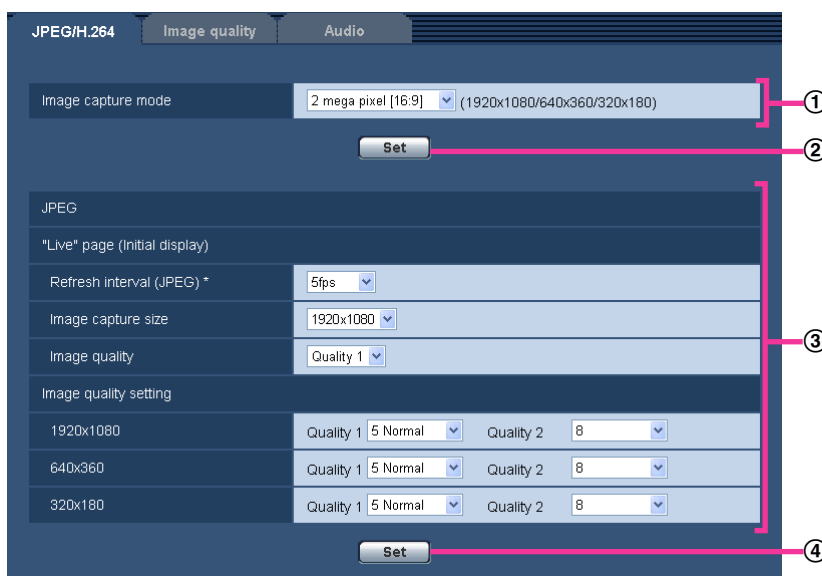 JPEG/H.264 Image quality Audio
Image capture mode 2 mega pixel [16:9] (1920x1080/640x360/320x180) ①
Set ②
JPEG
"Live" page (Initial display)
Refresh interval (JPEG) * 5fps
Image capture size 1920x1080
Image quality Quality 1 ③
Image quality setting
1920x1080 Quality 1 5 Normal Quality 2 8
640x360 Quality 1 5 Normal Quality 2 8
320x180 Quality 1 5 Normal Quality 2 8
Set ④